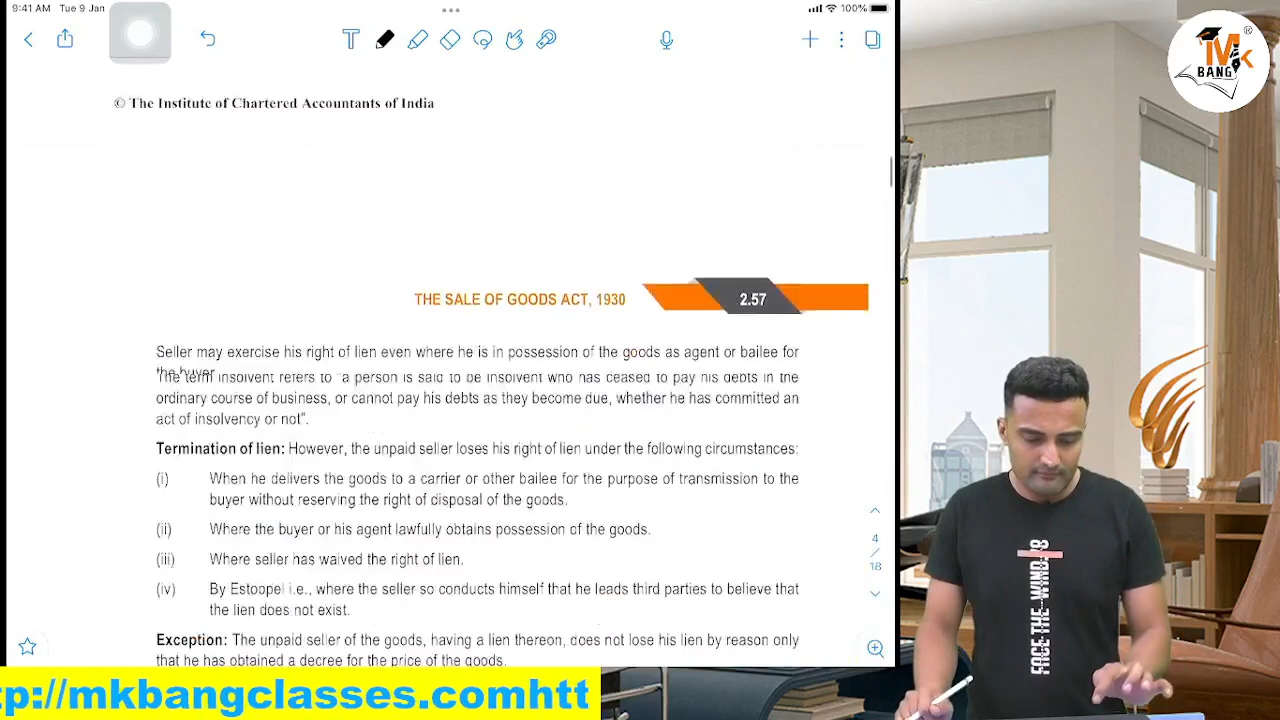 9:41 AM Tue 9 Jan
100%
© The Institute of Chartered Accountants of India
THE SALE OF GOODS ACT, 1930
2.57
Seller may exercise his right of lien even where he is in possession of the goods as agent or bailee for
the buyer
The term insolvent refers to "a person is said to be insolvent who has ceased to pay his debts in the
ordinary course of business, or cannot pay his debts as they become due, whether he has committed an
act of insolvency or not".
Termination of lien: However, the unpaid seller loses his right of lien under the following circumstances:
(i) When he delivers the goods to a carrier or other bailee for the purpose of transmission to the
buyer without reserving the right of disposal of the goods.
(ii) Where the buyer or his agent lawfully obtains possession of the goods.
(iii) Where seller has waived the right of lien.
(iv) By Estoppel i.e., where the seller so conducts himself that he leads third parties to believe that
the lien does not exist.
Exception: The unpaid seller of the goods, having a lien thereon, does not lose his lien by reason only
that he has obtained a decree for the price of the goods.
4
/
18
tp://mkbangclasses.comhtt
MK
BANG
®
FACE-THE-WIND